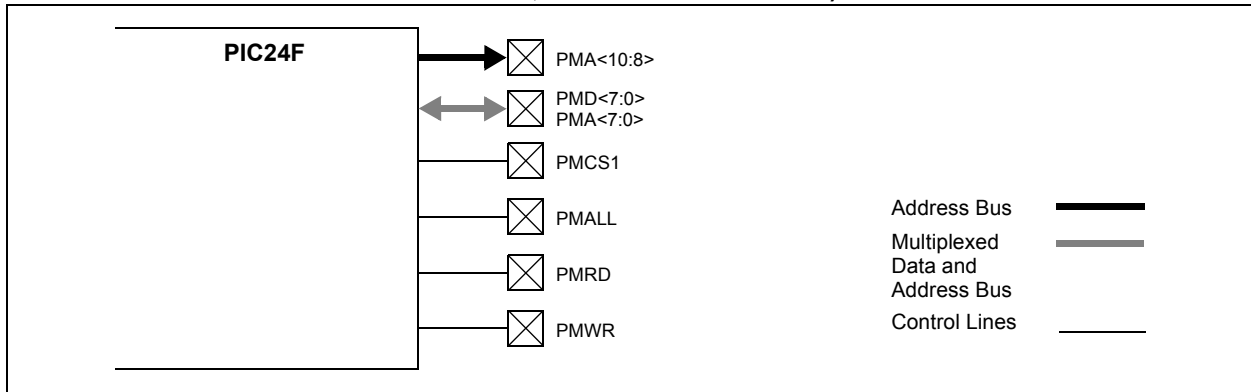 PIC24F
PMA<10:8>
PMD<7:0>
PMA<7:0>
PMCS1
PMALL
PMRD
PMWR
Address Bus
Multiplexed
Data and
Address Bus
Control Lines